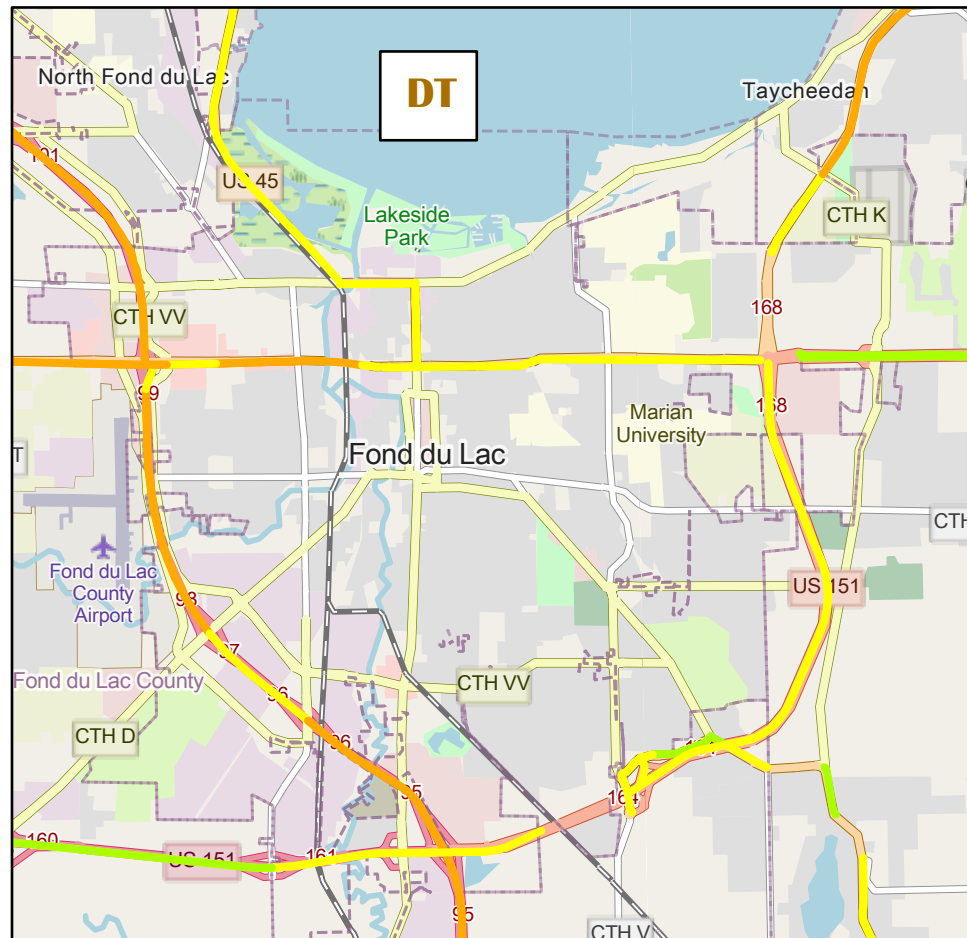 DT
North Fond du Lac
Taycheedah
101
US 45
CTH K
Lakeside
Park
168
CTH VV
99
168
Marian
University
Fond du Lac
T
CTH
Fond du Lac
County
Airport
98
US 151
97
Fond du Lac County
96
CTH VV
CTH D
96
95
164
160
US 151
161
95
CTH V